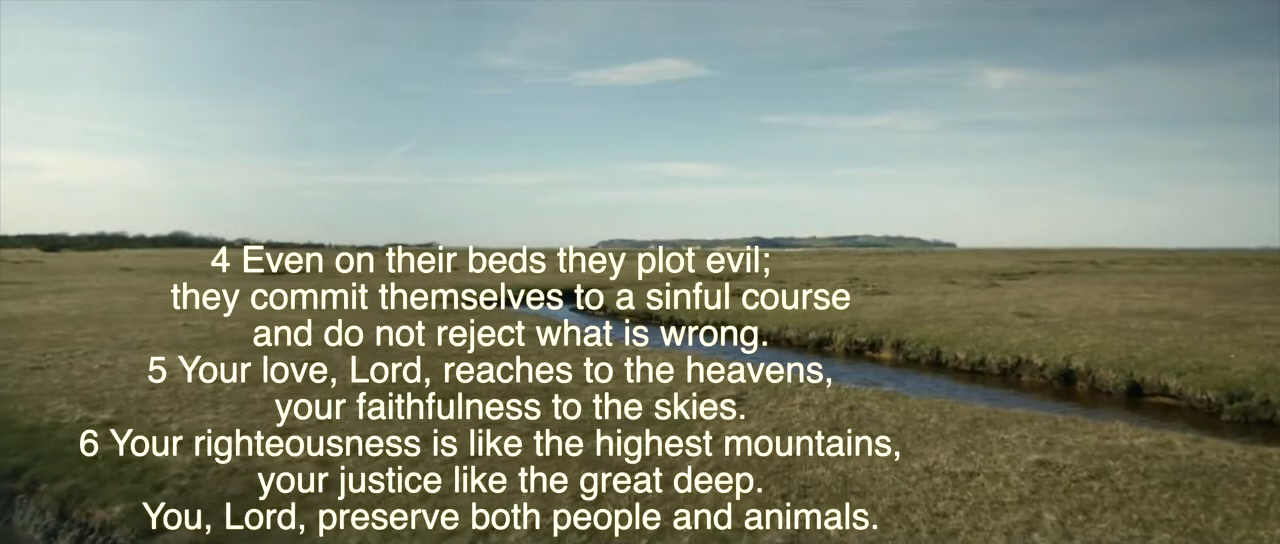 4 Even on their beds they plot evil;
they commit themselves to a sinful course
and do not reject what is wrong.
5 Your love, Lord, reaches to the heavens,
your faithfulness to the skies.
6 Your righteousness is like the highest mountains,
your justice like the great deep.
You, Lord, preserve both people and animals.